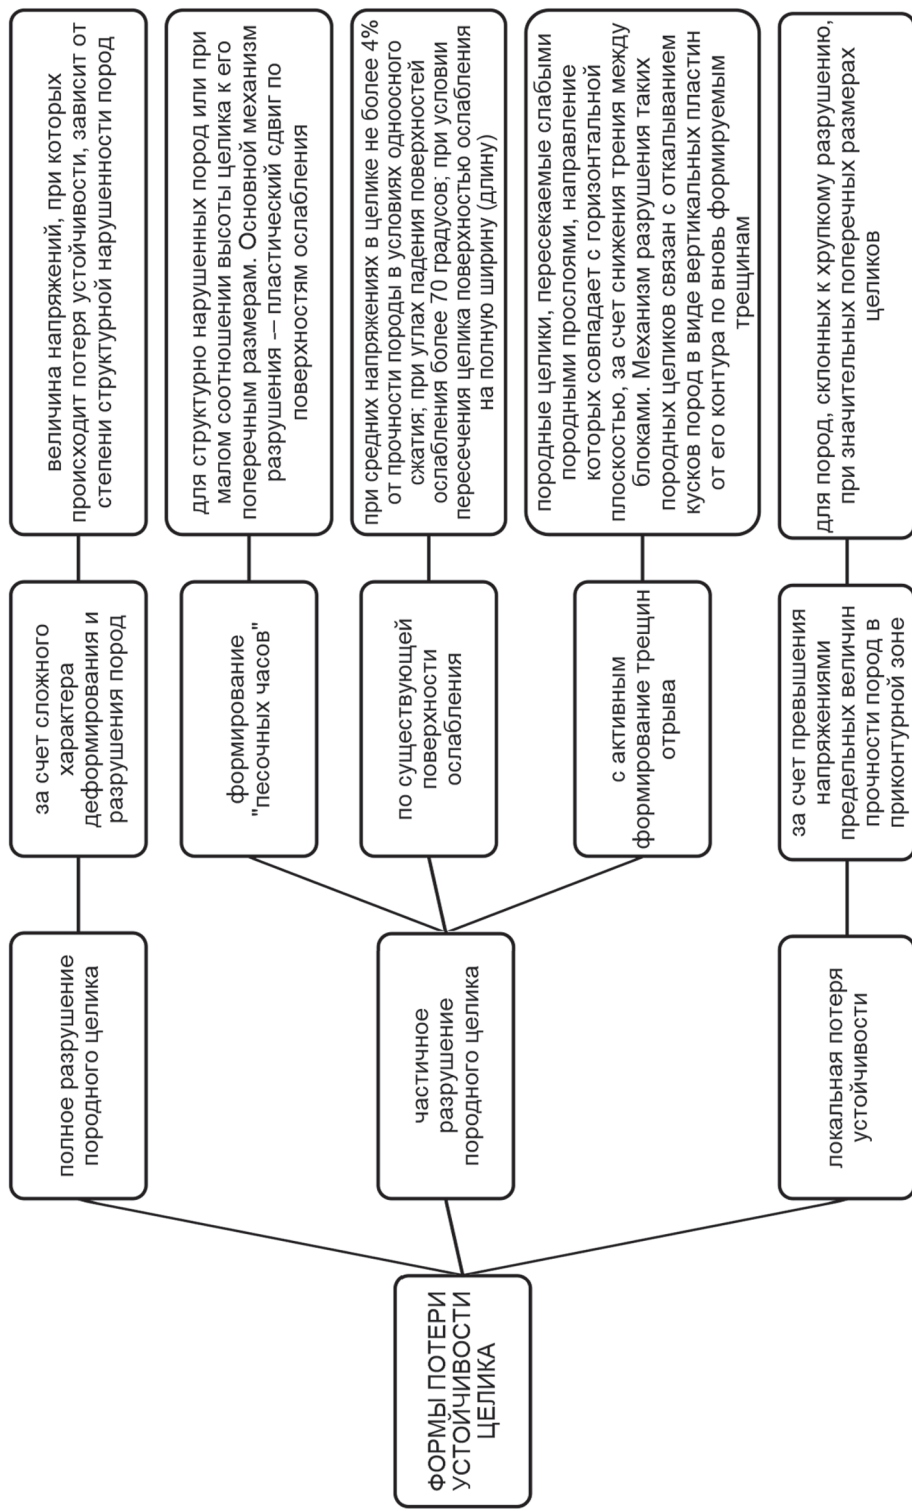 ФОРМЫ ПОТЕРИ
УСТОЙЧИВОСТИ
ЦЕЛИКА
полное разрушение
породного целика
за счет сложного
характера
деформирования и
разрушения пород
величина напряжений, при которых
происходит потеря устойчивости, зависит от
степени структурной нарушенности пород
частичное
разрушение
породного целика
формирование
"песочных часов"
для структурно нарушенных пород или при
малом соотношении высоты целика к его
поперечным размерам. Основной механизм
разрушения — пластический сдвиг по
поверхностям ослабления
по существующей
поверхности
ослабления
при средних напряжениях в целике не более 4%
от прочности породы в условиях одноосного
сжатия; при углах падения поверхностей
ослабления более 70 градусов; при условии
пересечения целика поверхностью ослабления
на полную ширину (длину)
с активным
формирование трещин
отрыва
породные целики, пересекаемые слабыми
породными прослоями, направление
которых совпадает с горизонтальной
плоскостью, за счет снижения трения между
блоками. Механизм разрушения таких
породных целиков связан с откалыванием
кусков пород в виде вертикальных пластин
от его контура по вновь формируемым
трещинам
локальная потеря
устойчивости
за счет превышения
напряжениями
предельных величин
прочности пород в
приконтурной зоне
для пород, склонных к хрупкому разрушению,
при значительных поперечных размерах
целиков